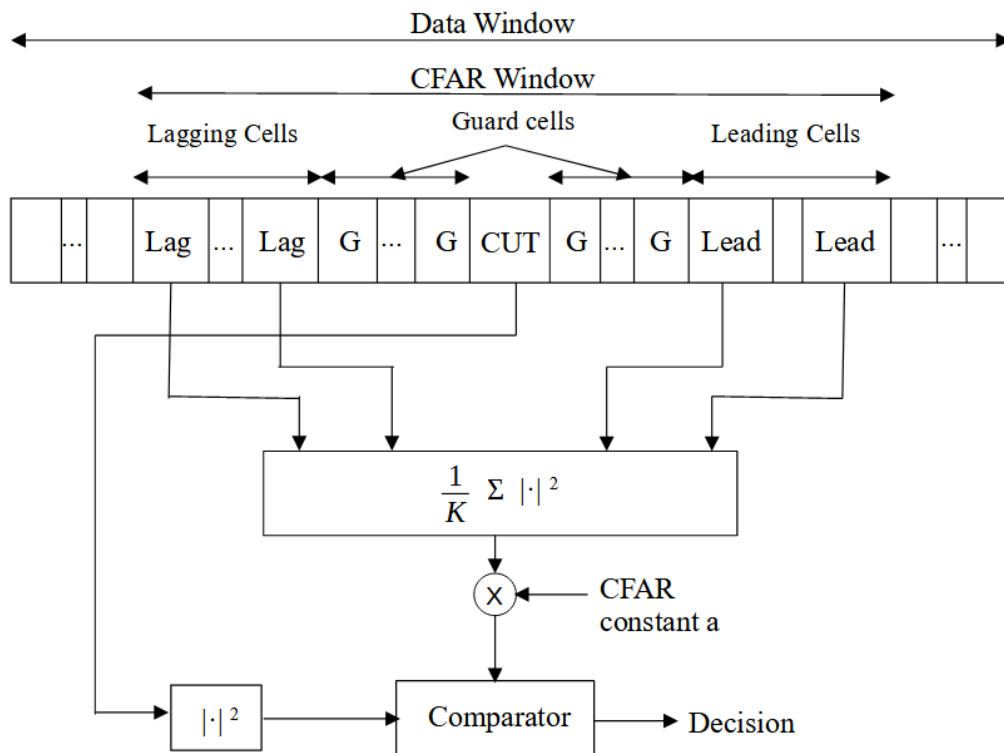 Data Window
CFAR Window
Lagging Cells
Guard cells
Leading Cells
... Lag ... Lag G ... G CUT G ... G Lead Lead ...
1/K Σ |·| ²
X
CFAR
constant a
|·| ²
Comparator
Decision